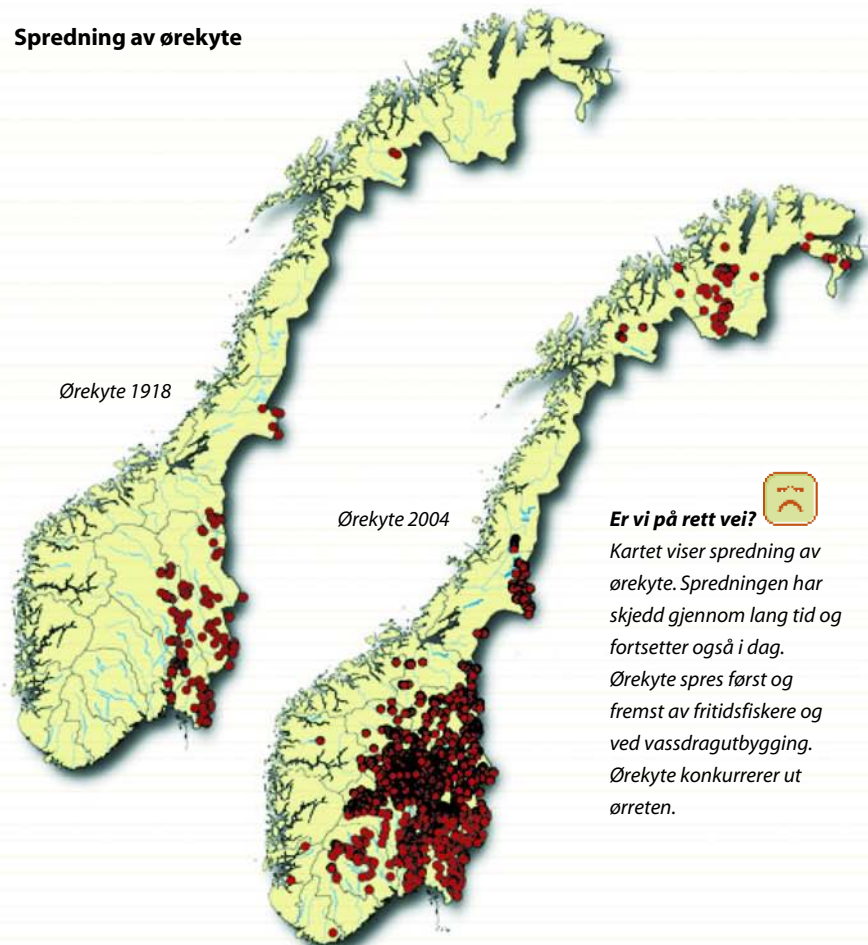 Spredning av ørekyte
Ørekyte 1918
Ørekyte 2004
Er vi på rett vei?
Kartet viser spredning av
ørekyte. Spredningen har
skjedd gjennom lang tid og
fortsetter også i dag.
Ørekyte spres først og
fremst av fritidsfiskere og
ved vassdragutbygging.
Ørekyte konkurrerer ut
ørreten.